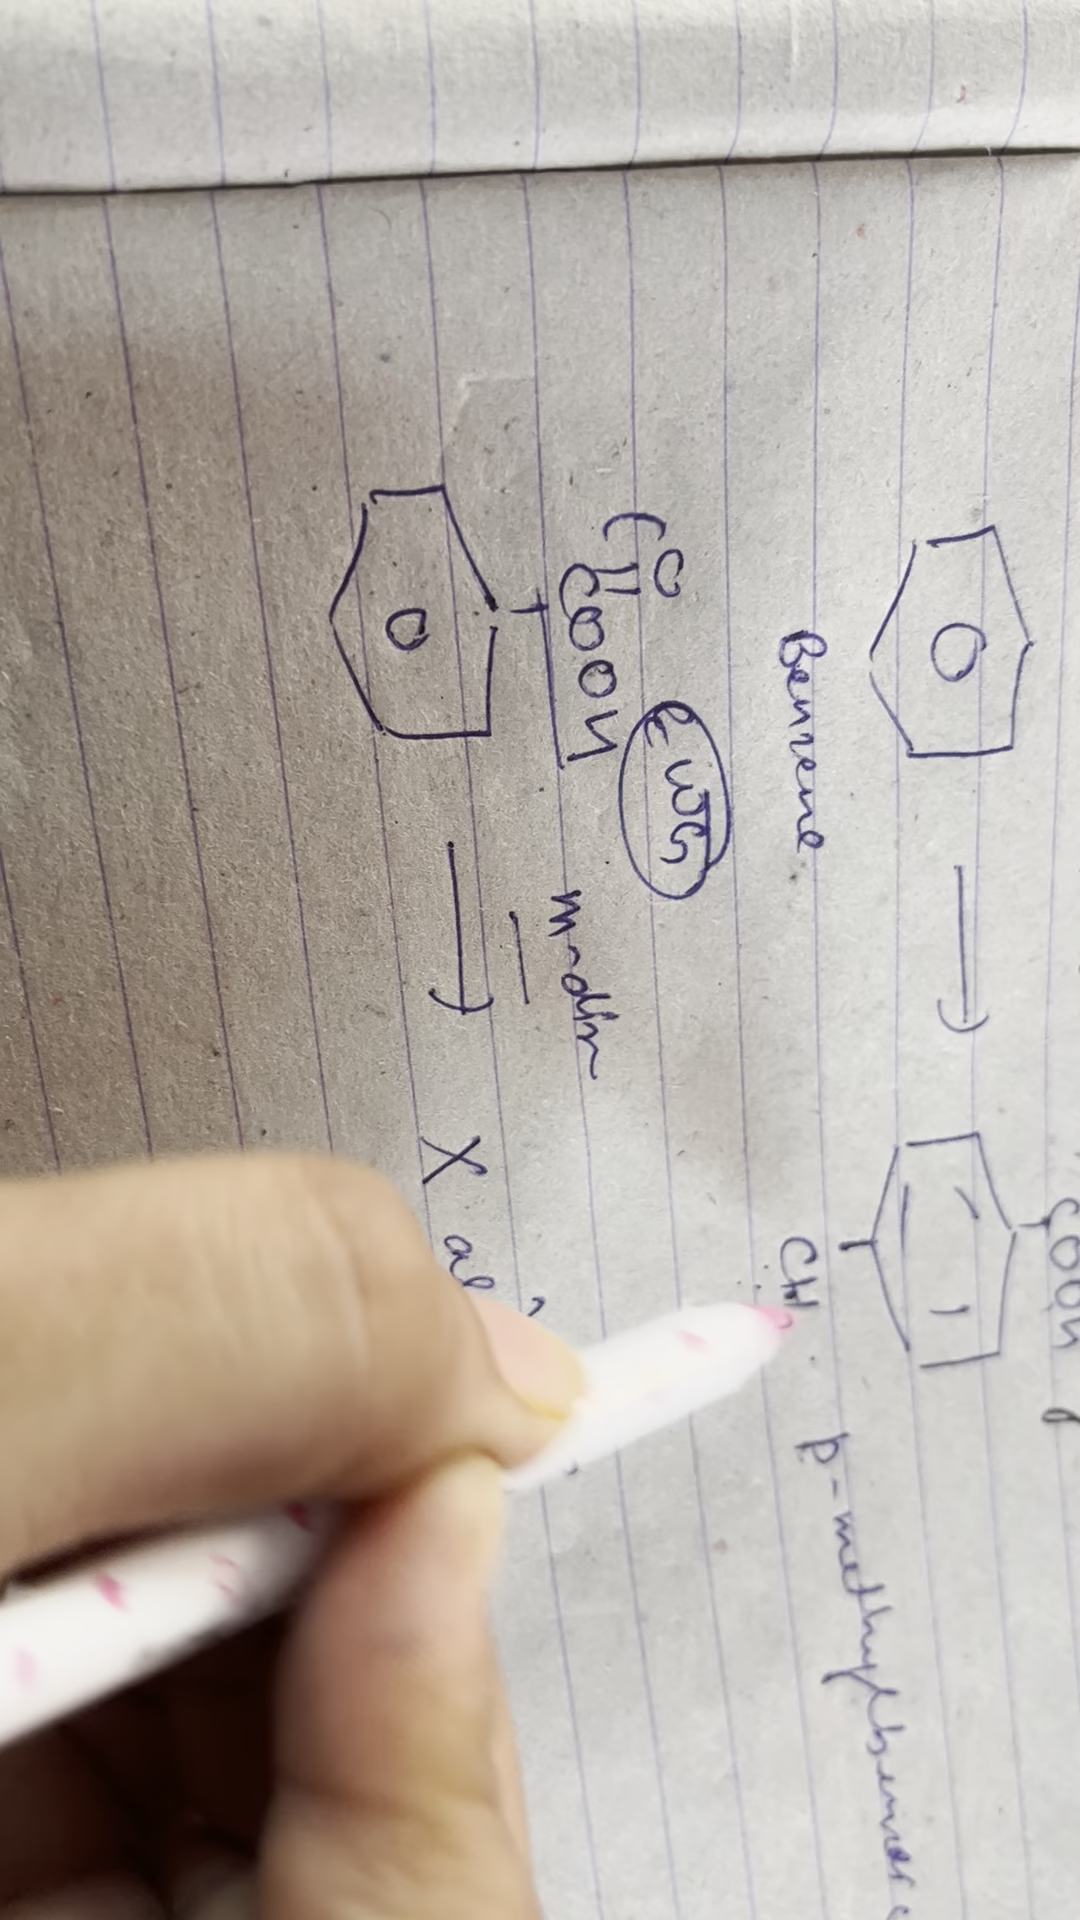 COOH
CH
Benzene.
p-methylbenzoic
O
EWG
COOH
m-dir
X